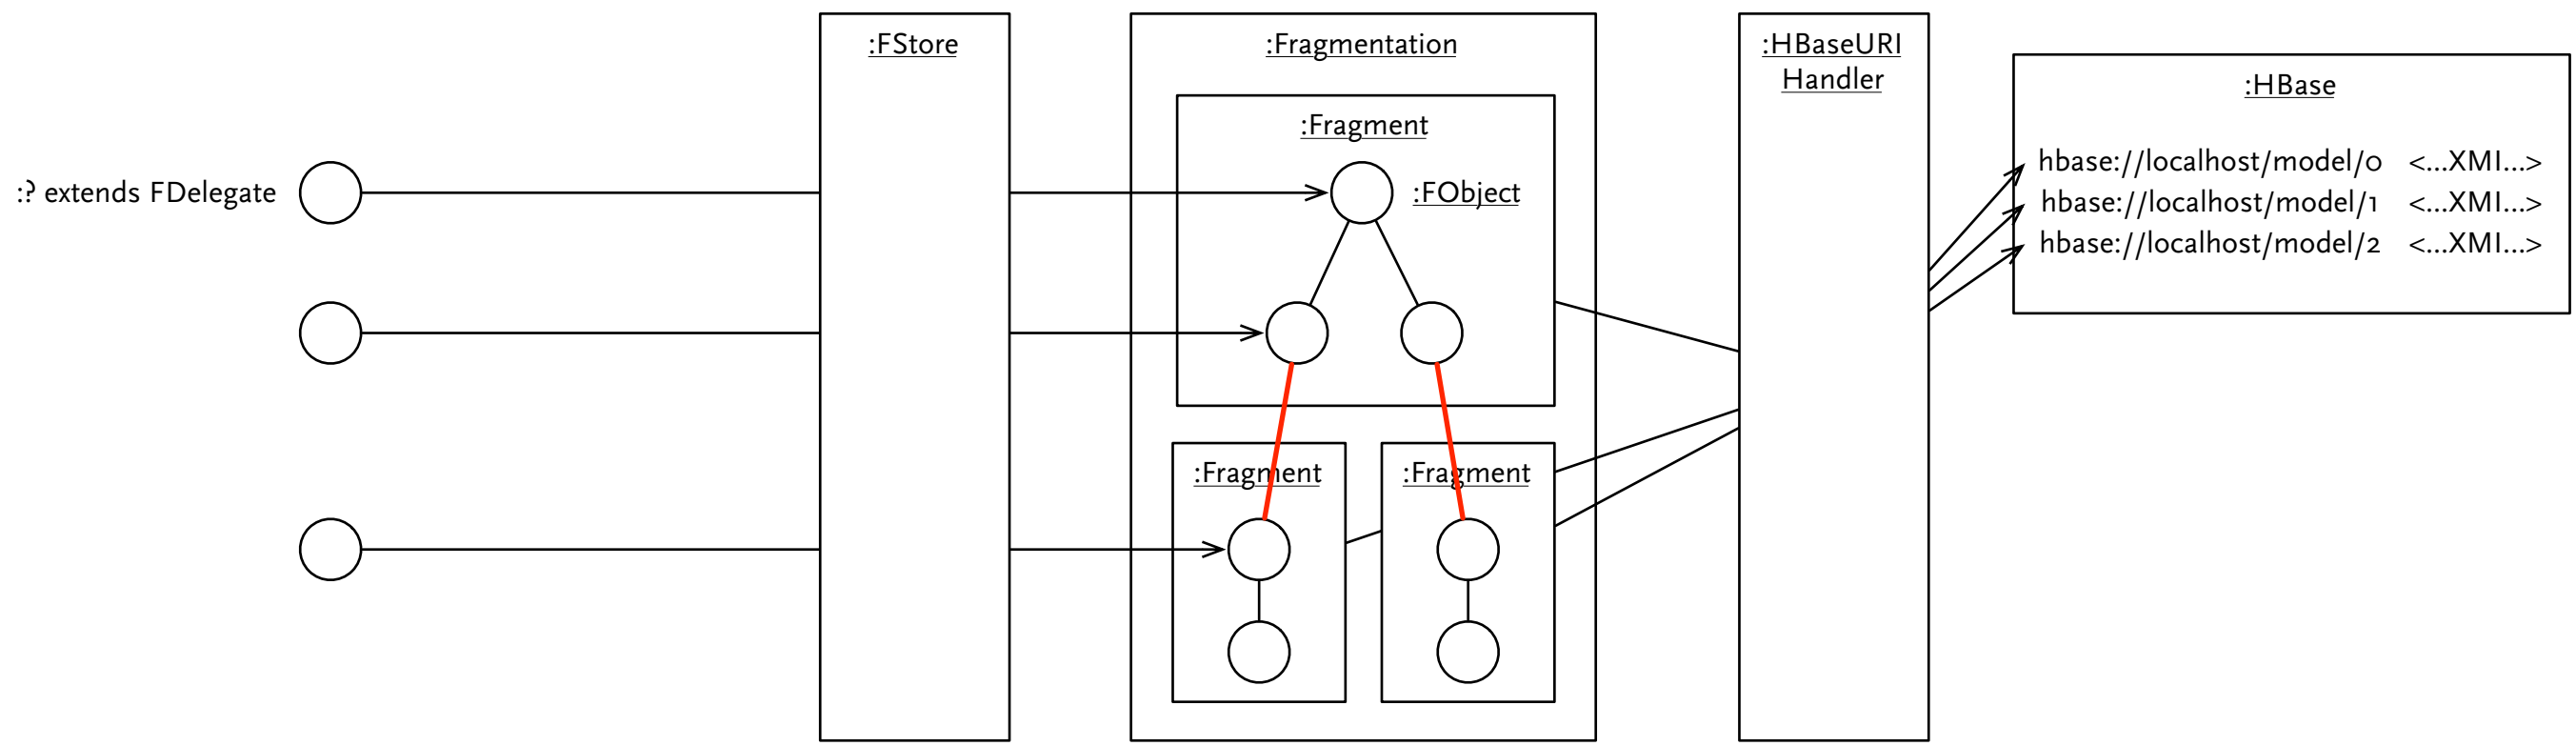 :FStore
:Fragmentation
:HBaseURI
Handler
:HBase
:Fragment
hbase://localhost/model/0 <...XMI...>
:? extends FDelegate
:FObject
hbase://localhost/model/1 <...XMI...>
hbase://localhost/model/2 <...XMI...>
:Fragment
:Fragment